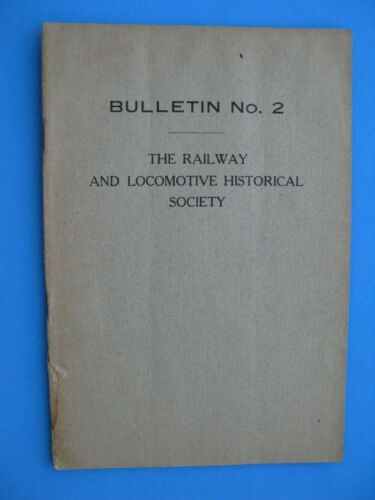 BULLETIN No. 2
THE RAILWAY
AND LOCOMOTIVE HISTORICAL
SOCIETY